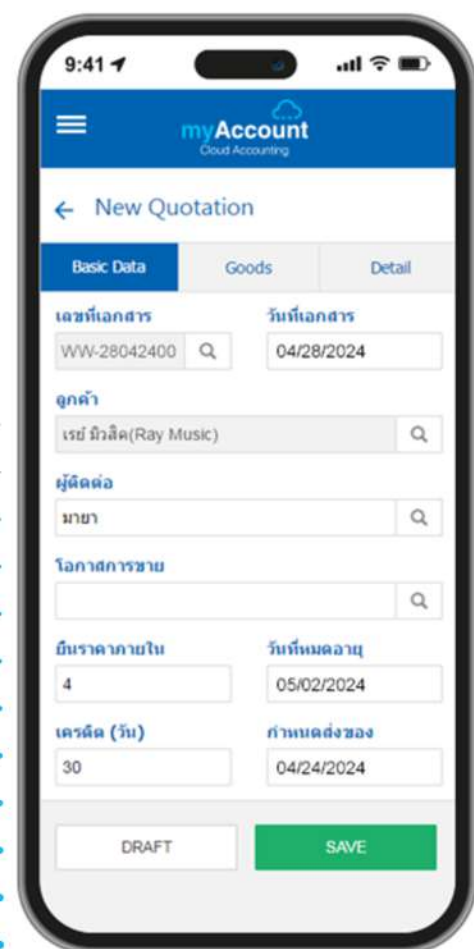 9:41
myAccount
Cloud Accounting
← New Quotation
Basic Data Goods Detail
เลขที่เอกสาร วันที่เอกสาร
WW-28042400 04/28/2024
ลูกค้า
เรย์ มิวสิค(Ray Music)
ผู้ติดต่อ
มายา
โอกาสการขาย
ยืนราคาภายใน วันที่หมดอายุ
4 05/02/2024
เครดิต (วัน) กำหนดส่งของ
30 04/24/2024
DRAFT SAVE